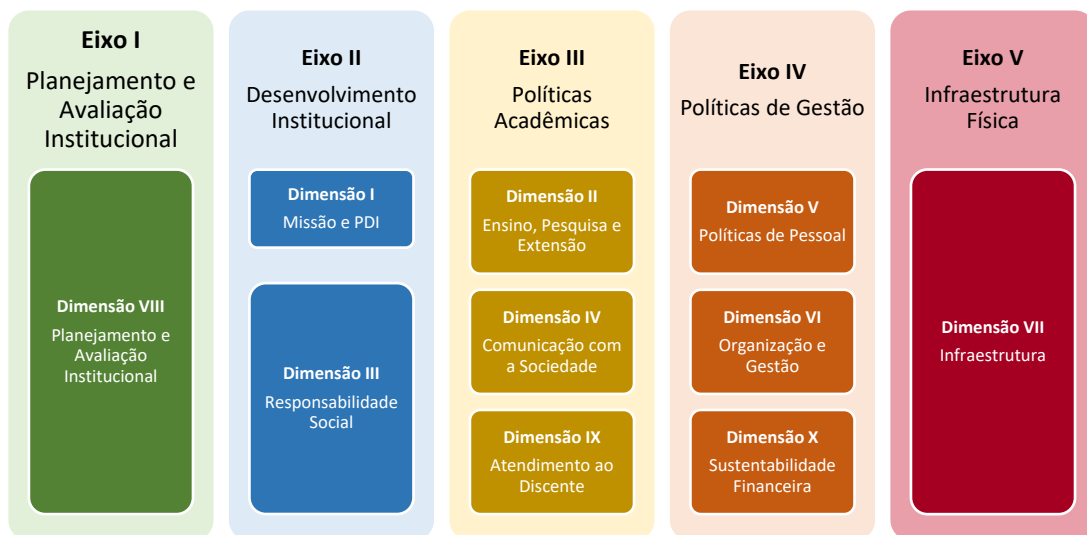 Eixo I
Planejamento e
Avaliação
Institucional
Dimensão VIII
Planejamento e
Avaliação
Institucional
Eixo II
Desenvolvimento
Institucional
Dimensão I
Missão e PDI
Dimensão III
Responsabilidade
Social
Eixo III
Políticas
Acadêmicas
Dimensão II
Ensino, Pesquisa e
Extensão
Dimensão IV
Comunicação com
a Sociedade
Dimensão IX
Atendimento ao
Discente
Eixo IV
Políticas de Gestão
Dimensão V
Políticas de Pessoal
Dimensão VI
Organização e
Gestão
Dimensão X
Sustentabilidade
Financeira
Eixo V
Infraestrutura
Física
Dimensão VII
Infraestrutura